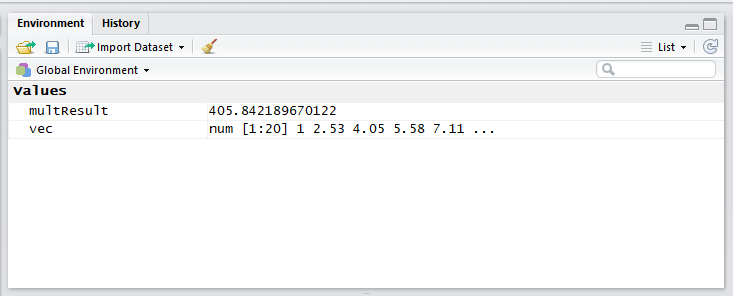 Environment History
Import Dataset List
Global Environment
Values
multResult 405.842189670122
vec num [1:20] 1 2.53 4.05 5.58 7.11 ...